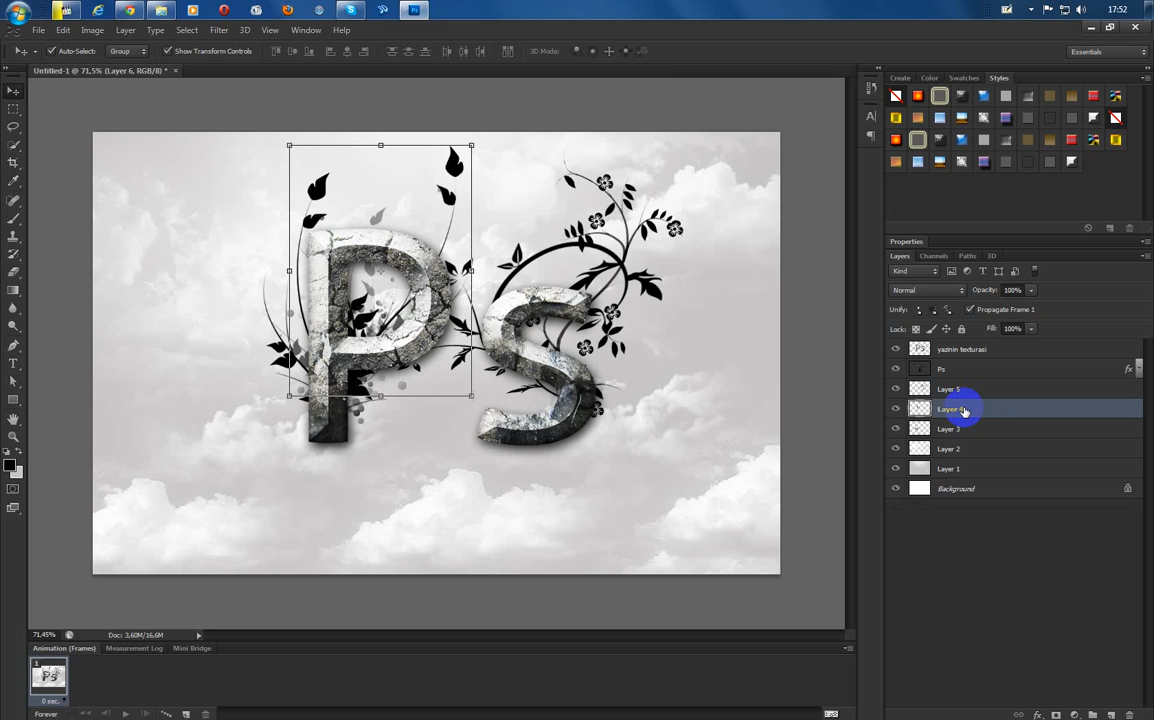 17:52
File Edit Image Layer Type Select Filter 3D View Window Help
Auto-Select: Group Show Transform Controls 3D Mode: Essentials
Untitled-1 @ 71,5% (Layer 6, RGB/8) * ×
Create Color Swatches Styles
PS
Properties
Layers Channels Paths 3D
Kind
Normal Opacity: 100%
Unify: Propagate Frame 1
Lock: Fill: 100%
yazinin texturasi
Ps fx
Layer 5
Layer
Layer 3
Layer 2
Layer 1
Background
71,45% Doc: 3,60M/16,6M
Animation (Frames) Measurement Log Mini Bridge
1
Ps
0 sec.
Forever